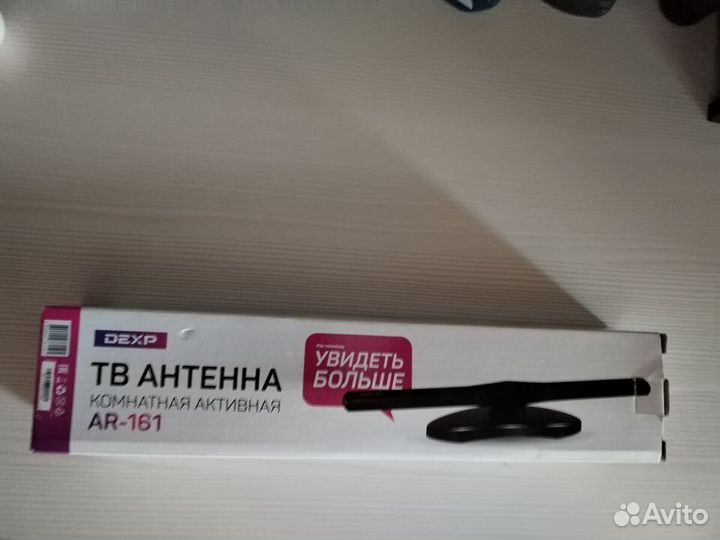 DEXP
ТВ АНТЕННА
КОМНАТНАЯ АКТИВНАЯ
AR-161
УВИДЕТЬ
БОЛЬШЕ
Avito